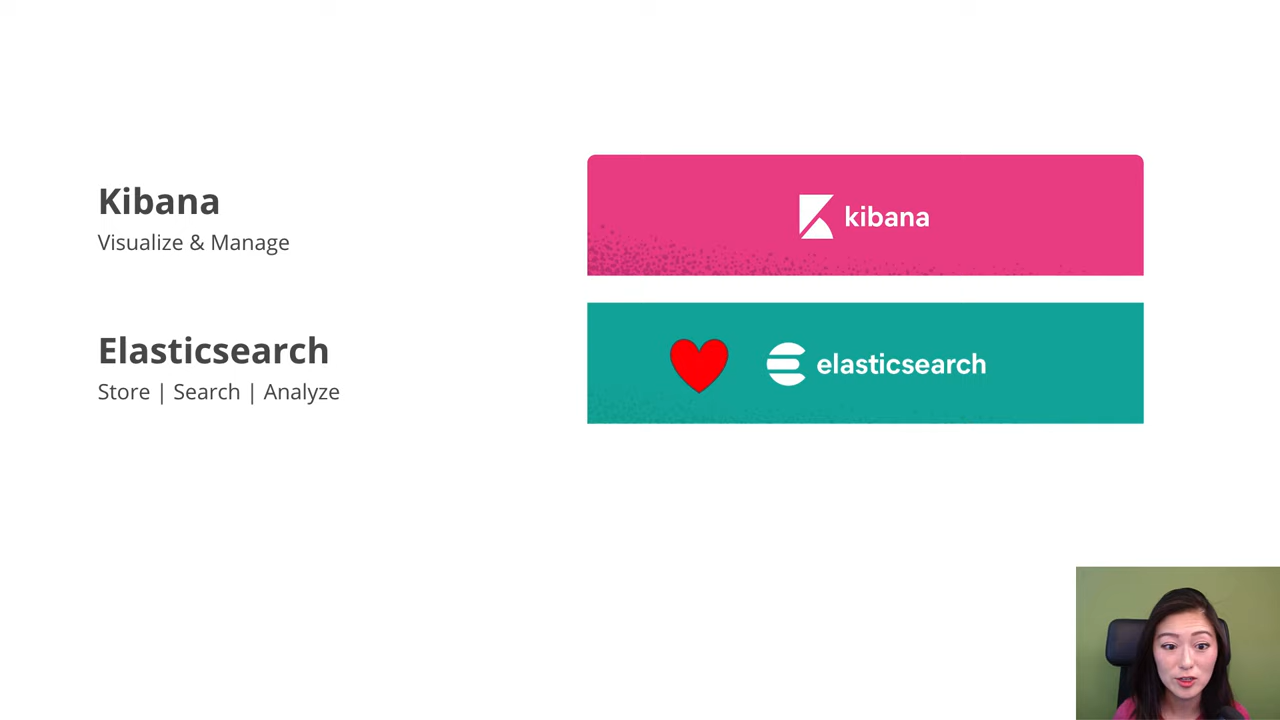 Kibana
Visualize & Manage
kibana
Elasticsearch
Store | Search | Analyze
elasticsearch